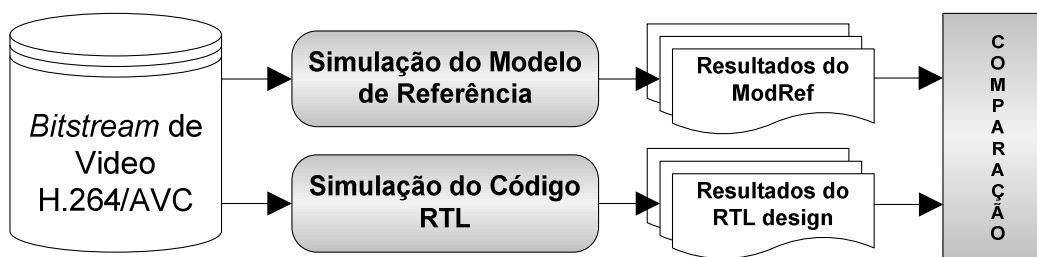 Bitstream de
Video
H.264/AVC
Simulação do Modelo
de Referência
Resultados do
ModRef
Simulação do Código
RTL
Resultados do
RTL design
COMPARAÇÃO